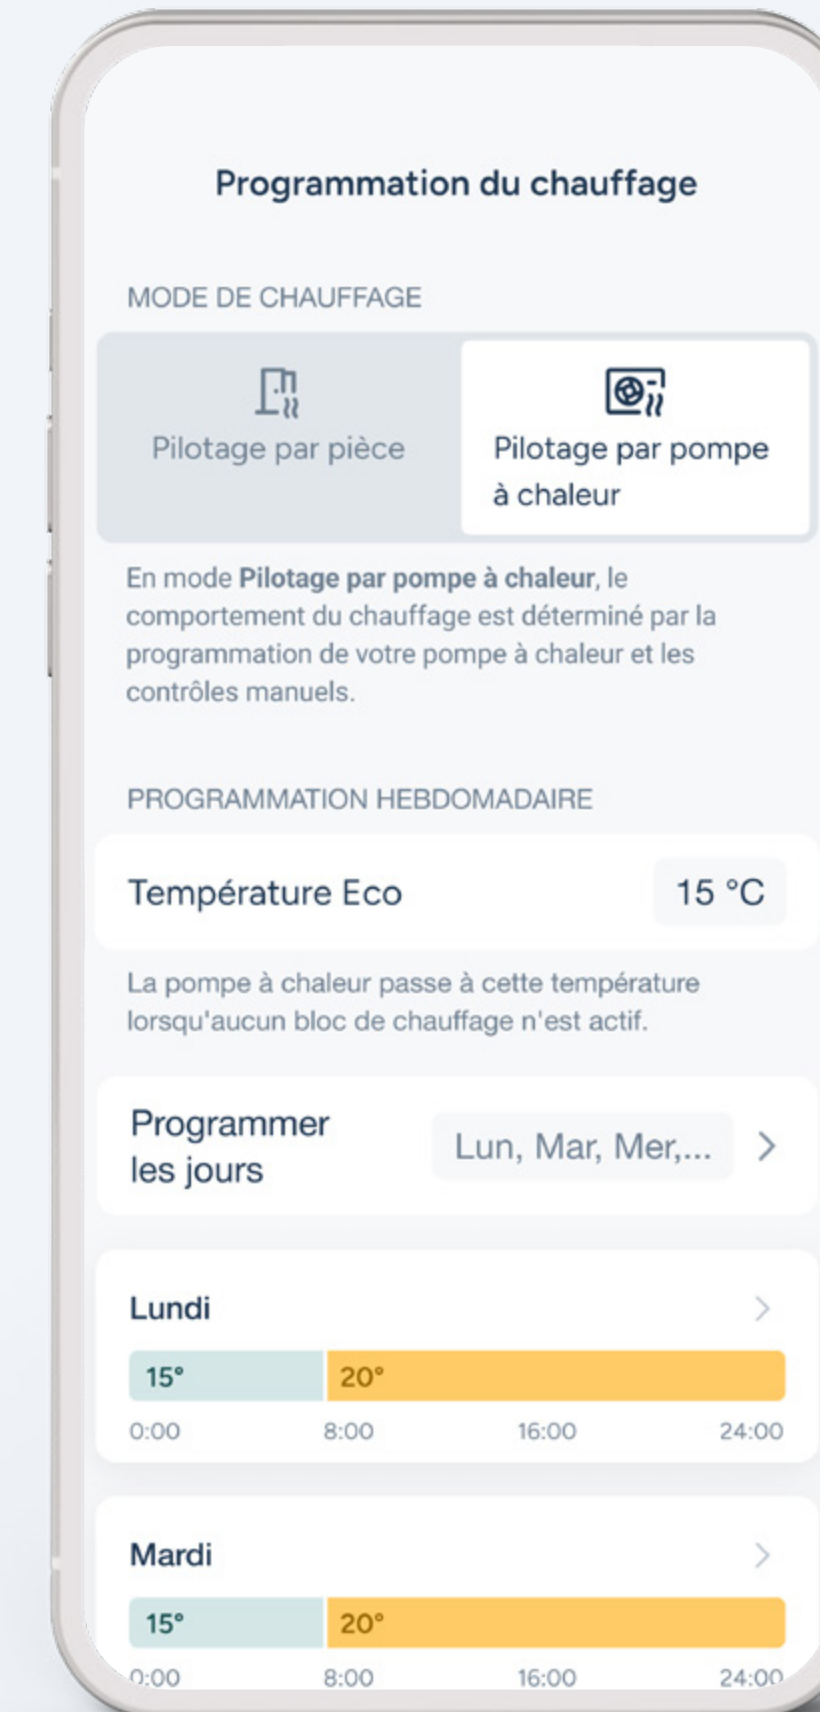 Programmation du chauffage
MODE DE CHAUFFAGE
Pilotage par pièce
Pilotage par pompe
à chaleur
En mode Pilotage par pompe à chaleur, le
comportement du chauffage est déterminé par la
programmation de votre pompe à chaleur et les
contrôles manuels.
PROGRAMMATION HEBDOMADAIRE
Température Eco
15 °C
La pompe à chaleur passe à cette température
lorsqu'aucun bloc de chauffage n'est actif.
Programmer
les jours
Lun, Mar, Mer,...
Lundi
15° 20°
0:00 8:00 16:00 24:00
Mardi
15° 20°
0:00 8:00 16:00 24:00